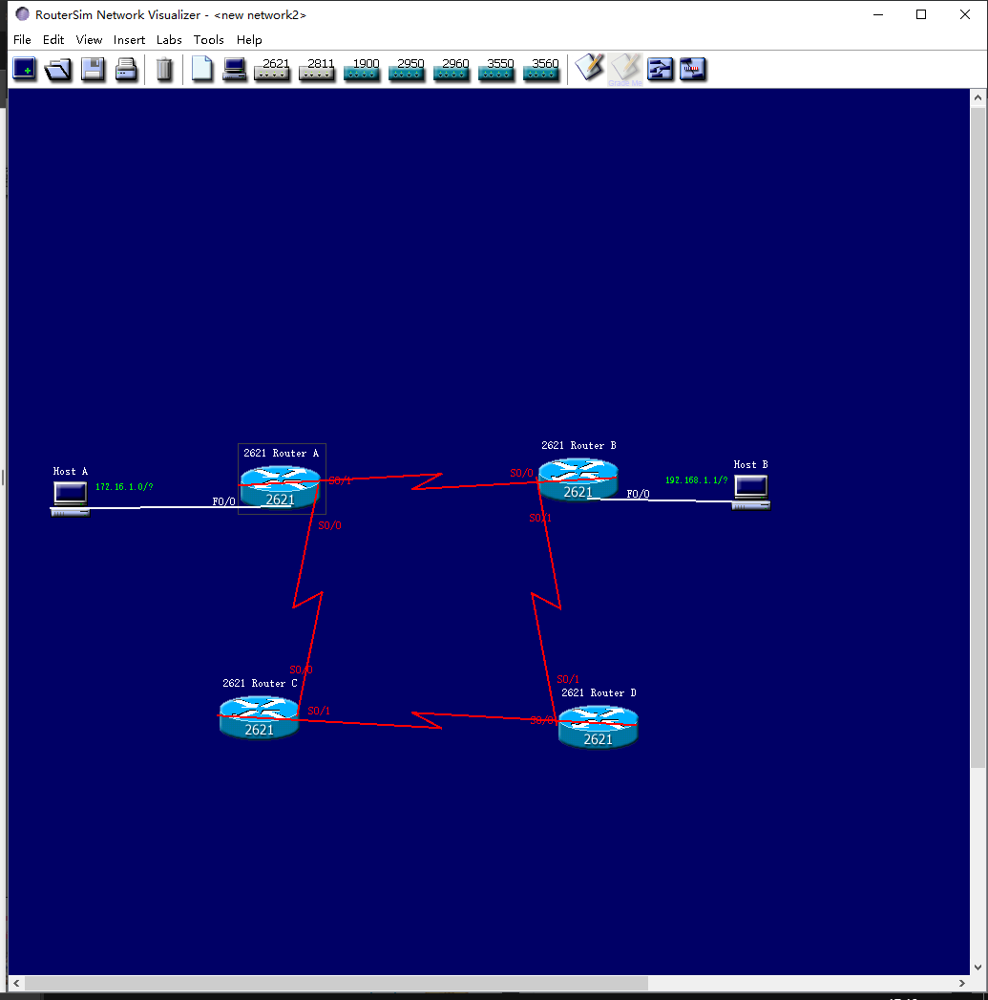 RouterSim Network Visualizer - <new network2>
File Edit View Insert Labs Tools Help
2621 2811 1900 2950 2960 3550 3560
Grade Me
2621 Router B
2621 Router A
Host B
Host A
S0/1
S0/0
192.168.1.1/?
172.16.1.0/?
2621
2621
F0/0
F0/0
S0/1
S0/0
S0/0
S0/1
2621 Router C
2621 Router D
S0/1
S0/0
2621
2621